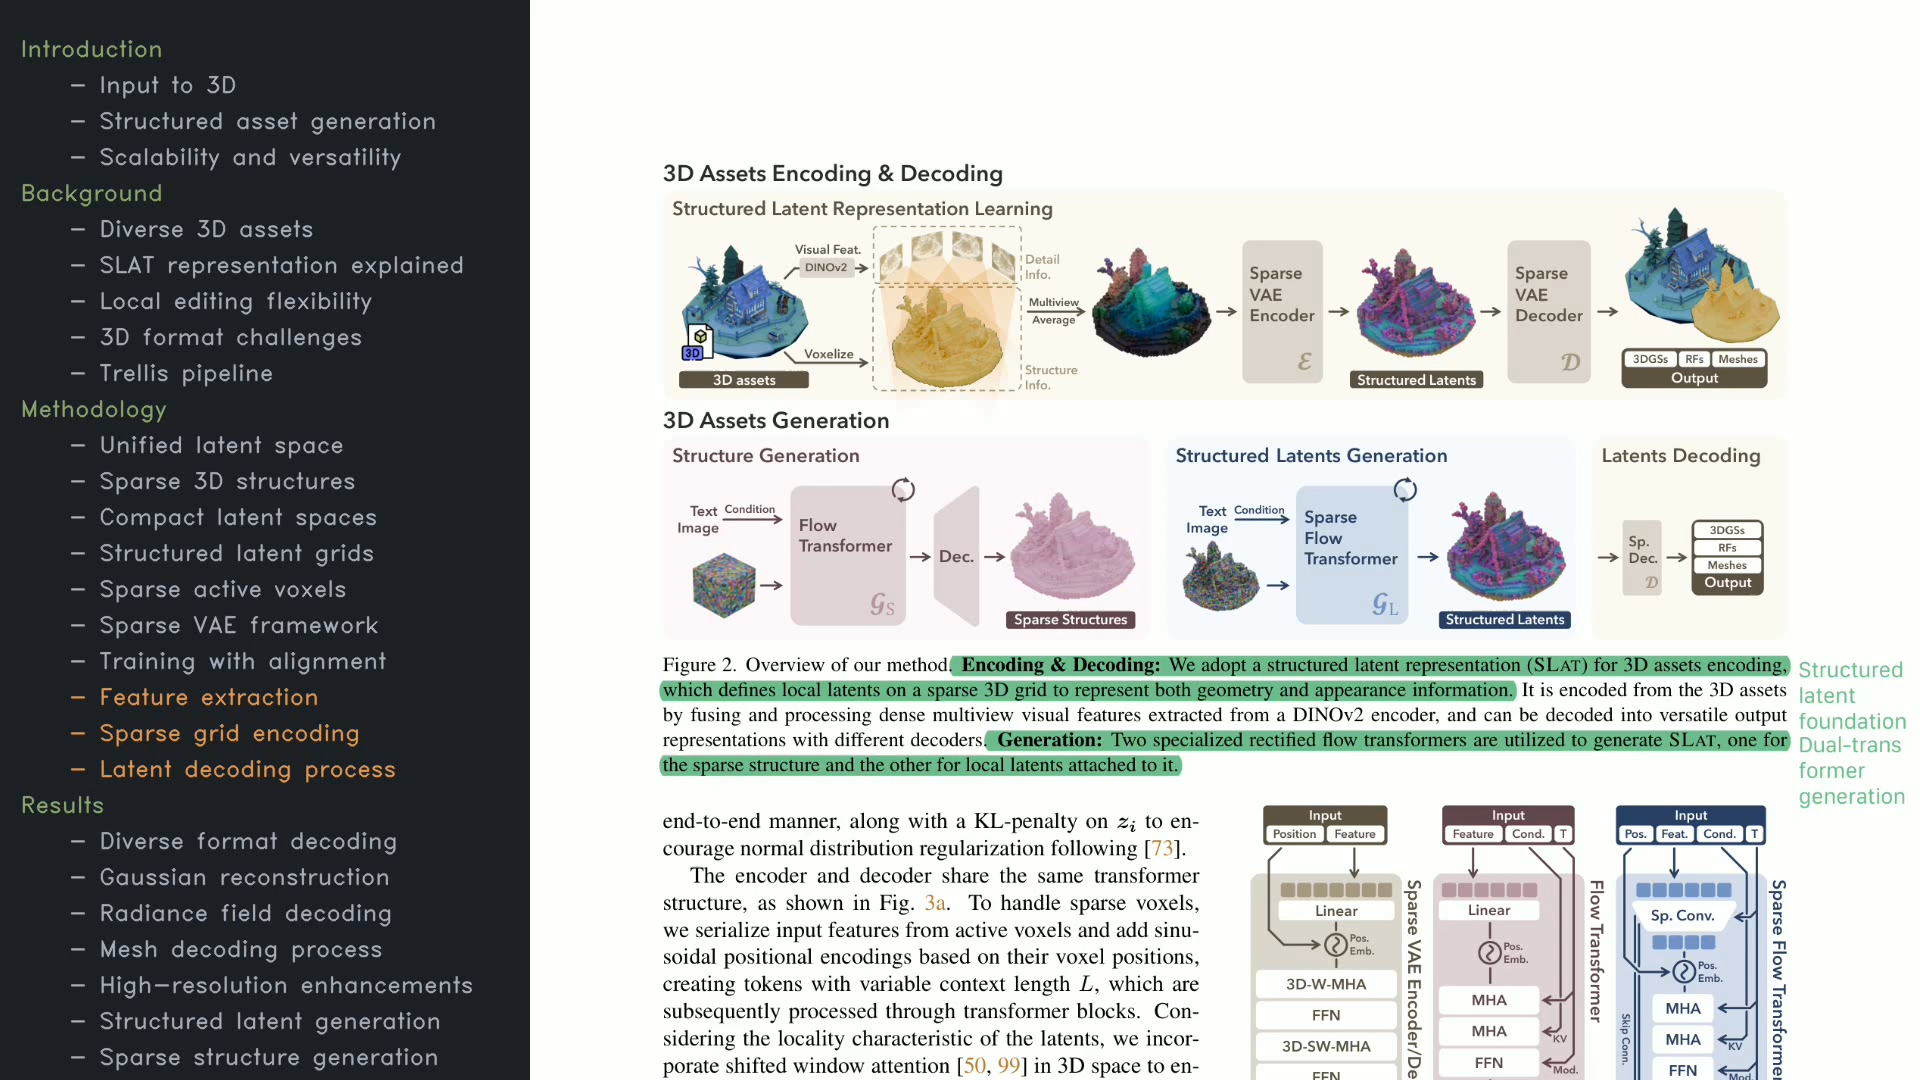 Introduction
– Input to 3D
– Structured asset generation
– Scalability and versatility
Background
– Diverse 3D assets
– SLAT representation explained
– Local editing flexibility
– 3D format challenges
– Trellis pipeline
Methodology
– Unified latent space
– Sparse 3D structures
– Compact latent spaces
– Structured latent grids
– Sparse active voxels
– Sparse VAE framework
– Training with alignment
– Feature extraction
– Sparse grid encoding
– Latent decoding process
Results
– Diverse format decoding
– Gaussian reconstruction
– Radiance field decoding
– Mesh decoding process
– High-resolution enhancements
– Structured latent generation
– Sparse structure generation
3D Assets Encoding & Decoding
Structured Latent Representation Learning
3D
3D assets
Visual Feat.
DINOv2
Voxelize
Detail
Info.
Structure
Info.
Multiview
Average
Sparse
VAE
Encoder
ℰ
Structured Latents
Sparse
VAE
Decoder
𝒟
3DGSs RFs Meshes
Output
3D Assets Generation
Structure Generation
Text
Image
Condition
Flow
Transformer
𝒢S
Dec.
Sparse Structures
Structured Latents Generation
Text
Image
Condition
Sparse
Flow
Transformer
𝒢L
Structured Latents
Latents Decoding
Sp.
Dec.
𝒟
3DGSs
RFs
Meshes
Output
Figure 2. Overview of our method. Encoding & Decoding: We adopt a structured latent representation (SLAT) for 3D assets encoding,
which defines local latents on a sparse 3D grid to represent both geometry and appearance information. It is encoded from the 3D assets
by fusing and processing dense multiview visual features extracted from a DINOv2 encoder, and can be decoded into versatile output
representations with different decoders. Generation: Two specialized rectified flow transformers are utilized to generate SLAT, one for
the sparse structure and the other for local latents attached to it.
Structured
latent
foundation
Dual-trans
former
generation
end-to-end manner, along with a KL-penalty on zi to en-
courage normal distribution regularization following [73].
The encoder and decoder share the same transformer
structure, as shown in Fig. 3a. To handle sparse voxels,
we serialize input features from active voxels and add sinu-
soidal positional encodings based on their voxel positions,
creating tokens with variable context length L, which are
subsequently processed through transformer blocks. Con-
sidering the locality characteristic of the latents, we incor-
porate shifted window attention [50, 99] in 3D space to en-
Input
Position Feature
Linear
Pos.
Emb.
3D-W-MHA
FFN
3D-SW-MHA
FFN
Sparse VAE Encoder/De
Input
Feature Cond. T
Linear
Pos.
Emb.
MHA
MHA
KV
FFN
Mod.
Flow Transformer
Input
Pos. Feat. Cond. T
Sp. Conv.
Pos.
Emb.
MHA
MHA
KV
FFN
Mod.
Skip Conn.
Sparse Flow Transformer